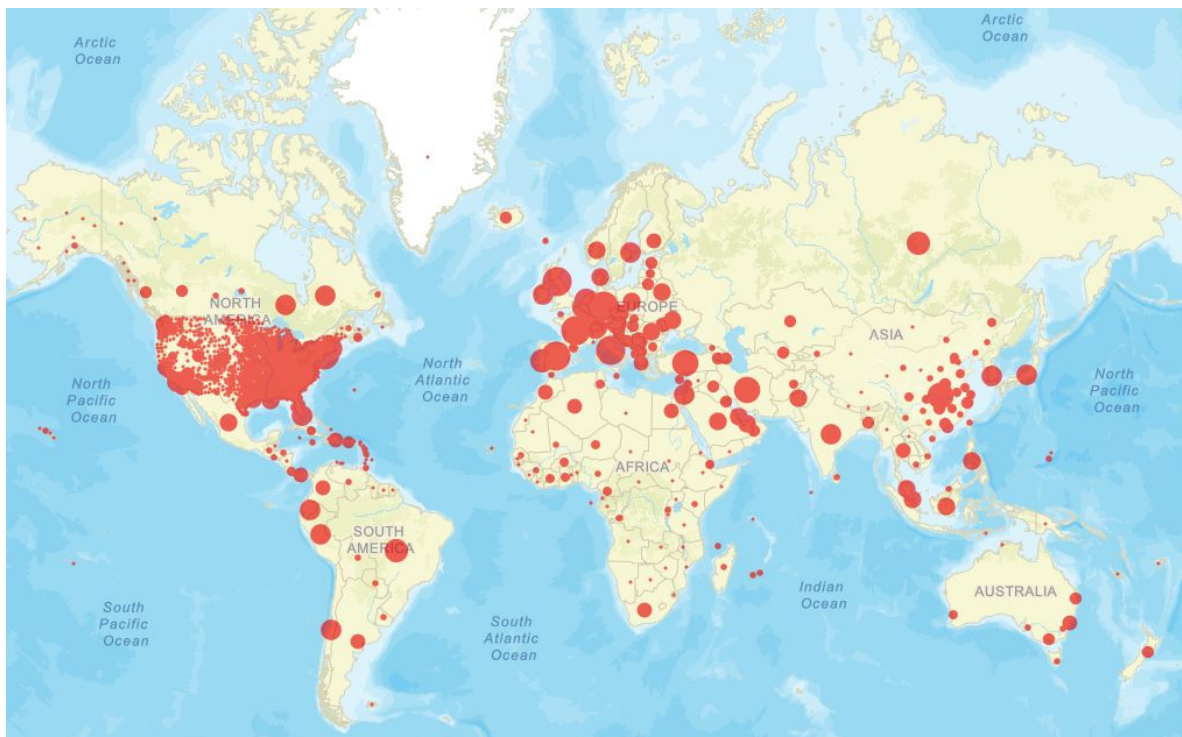 Arctic
Ocean
Arctic
Ocean
NORTH
AMERICA
EUROPE
ASIA
North
Pacific
Ocean
North
Atlantic
Ocean
North
Pacific
Ocean
AFRICA
SOUTH
AMERICA
South
Pacific
Ocean
South
Atlantic
Ocean
Indian
Ocean
AUSTRALIA